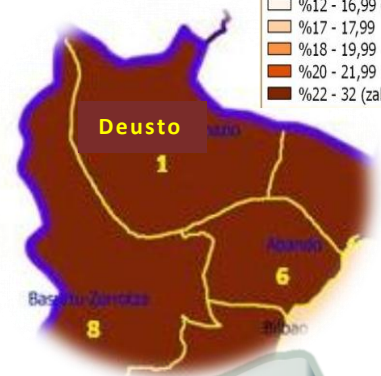 %12 - 16,99
%17 - 17,99
%18 - 19,99
%20 - 21,99
%22 - 32 (zal
Deusto
1
Abando
6
Basurtu-Zorrotza
8
Bilbao